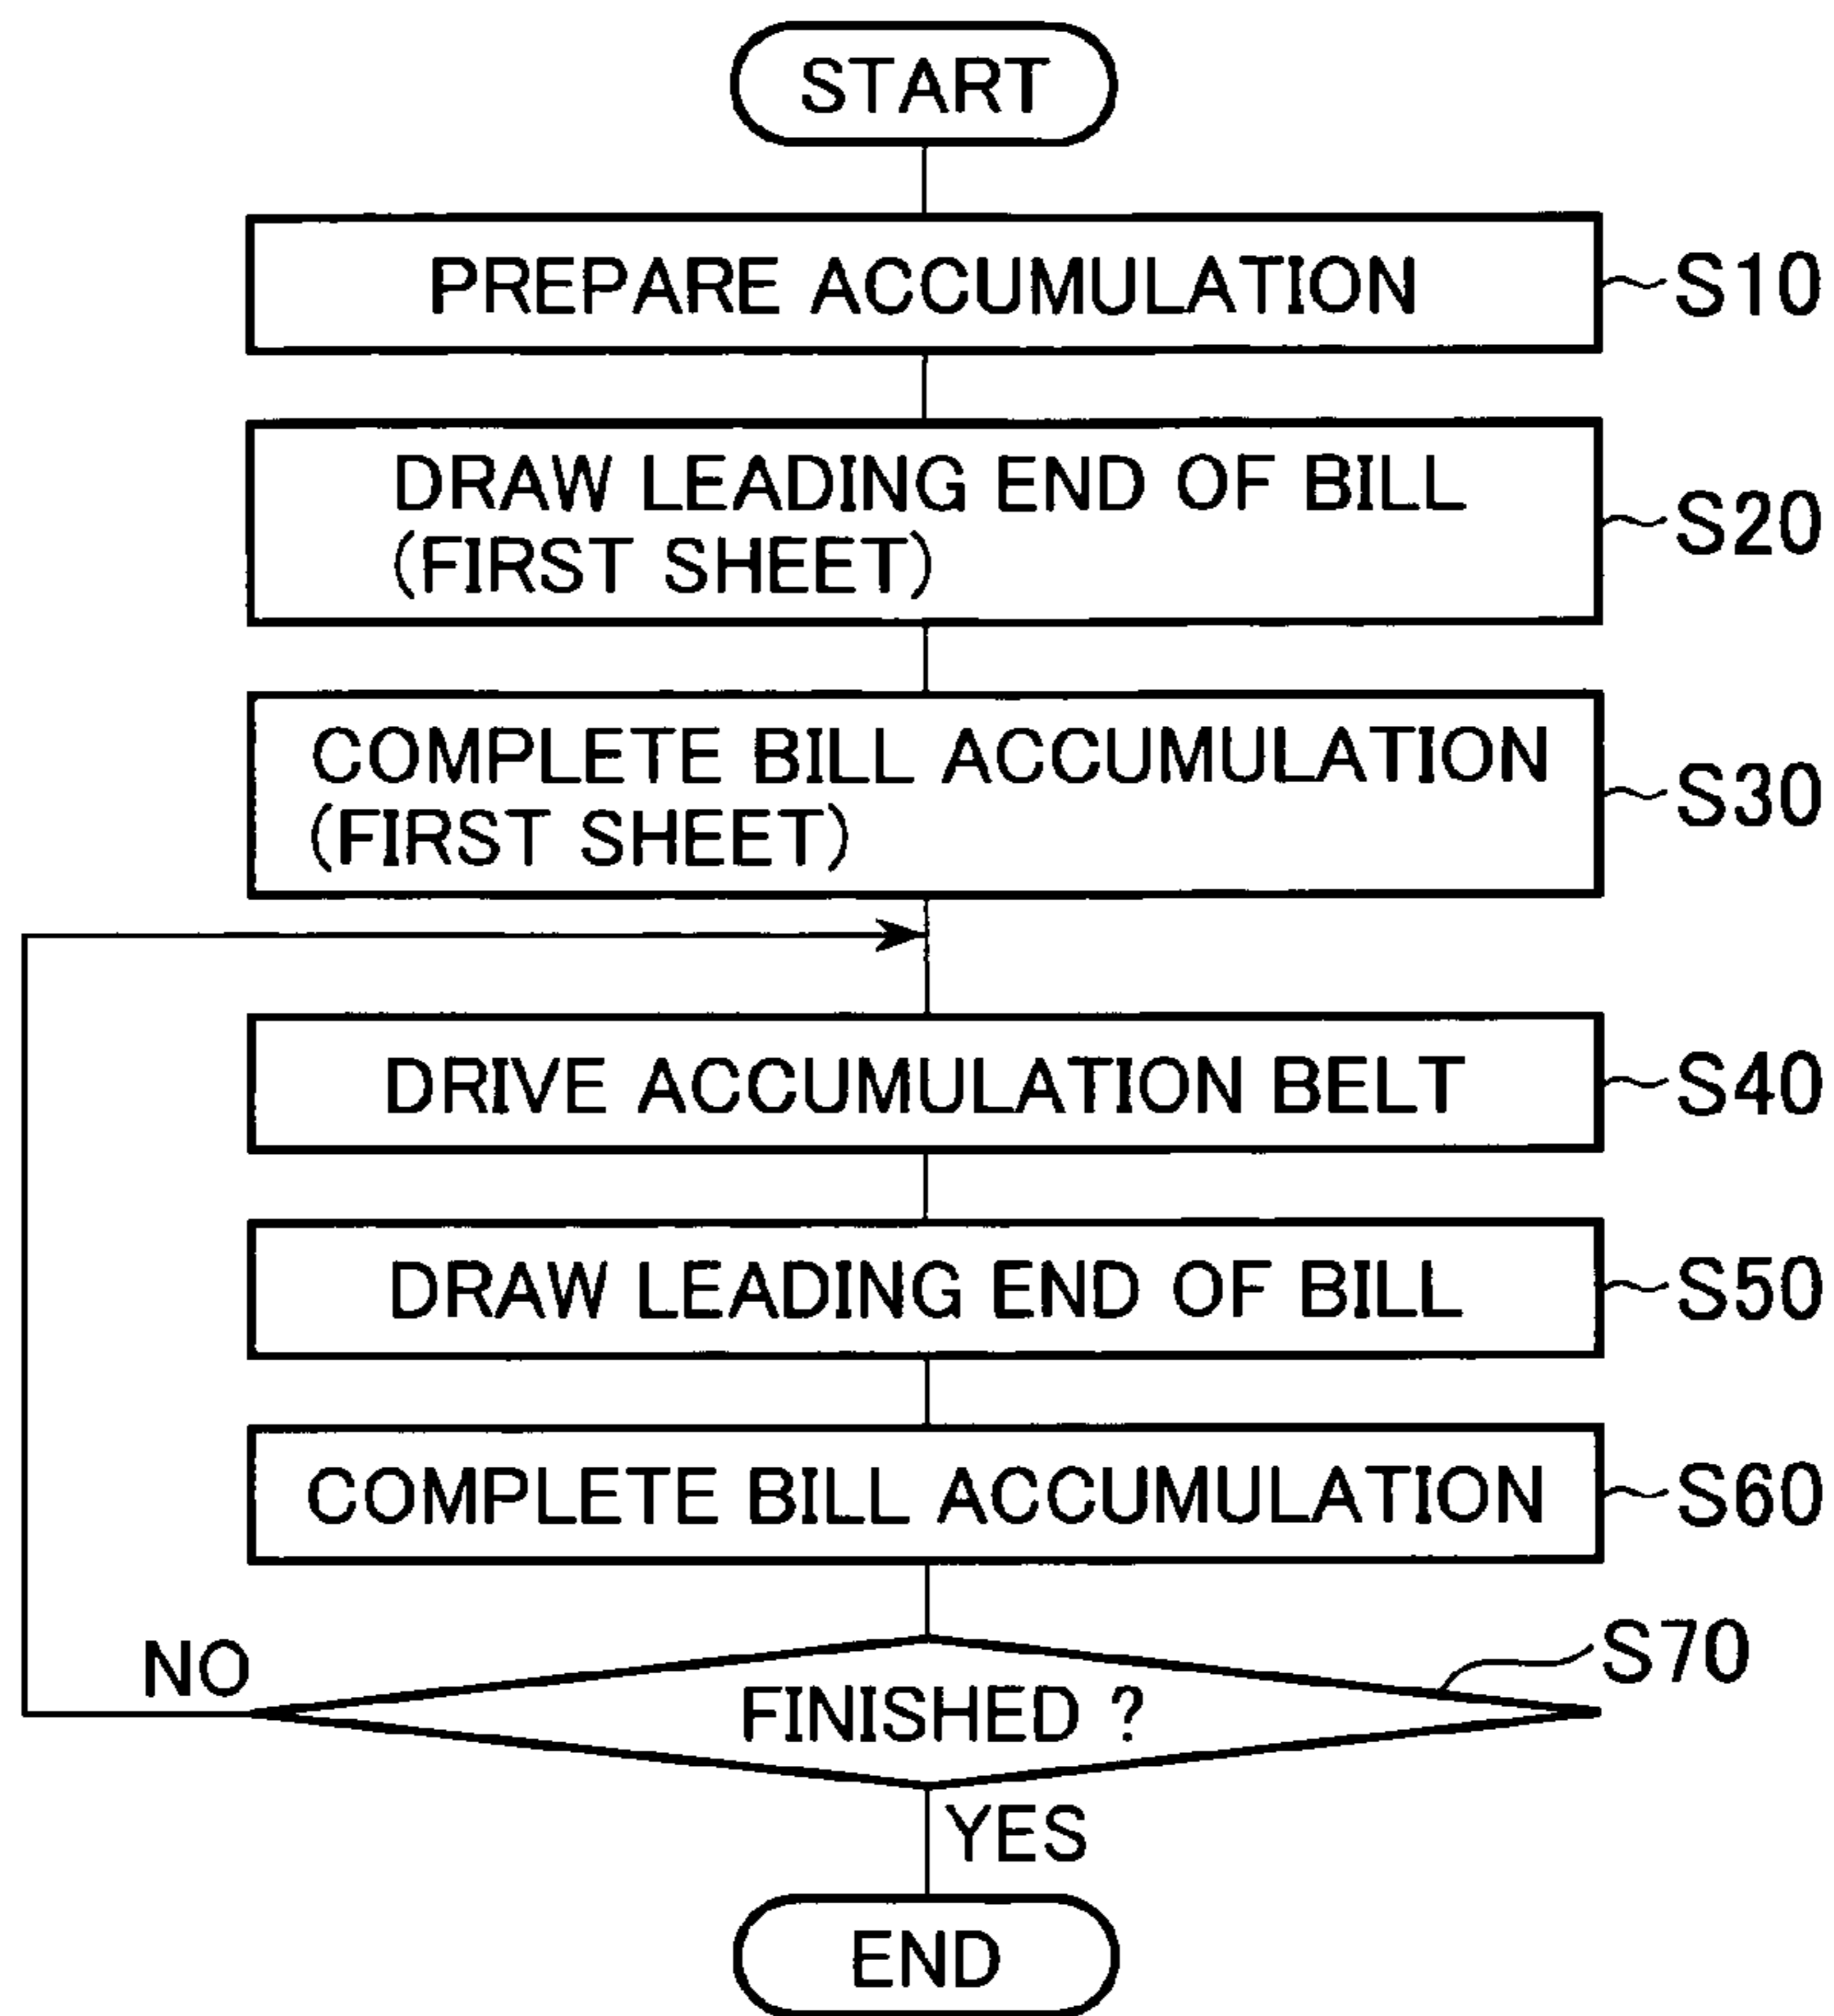 START
PREPARE ACCUMULATION
S10
DRAW LEADING END OF BILL
(FIRST SHEET)
S20
COMPLETE BILL ACCUMULATION
(FIRST SHEET)
S30
DRIVE ACCUMULATION BELT
S40
DRAW LEADING END OF BILL
S50
COMPLETE BILL ACCUMULATION
S60
NO
FINISHED ?
S70
YES
END